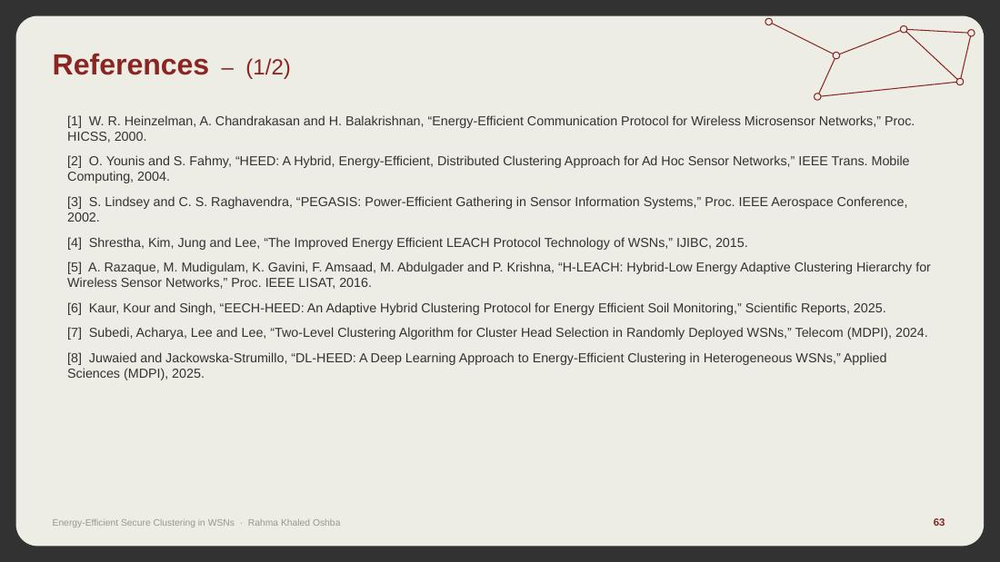 References – (1/2)
[1] W. R. Heinzelman, A. Chandrakasan and H. Balakrishnan, “Energy-Efficient Communication Protocol for Wireless Microsensor Networks,” Proc.
HICSS, 2000.
[2] O. Younis and S. Fahmy, “HEED: A Hybrid, Energy-Efficient, Distributed Clustering Approach for Ad Hoc Sensor Networks,” IEEE Trans. Mobile
Computing, 2004.
[3] S. Lindsey and C. S. Raghavendra, “PEGASIS: Power-Efficient Gathering in Sensor Information Systems,” Proc. IEEE Aerospace Conference,
2002.
[4] Shrestha, Kim, Jung and Lee, “The Improved Energy Efficient LEACH Protocol Technology of WSNs,” IJIBC, 2015.
[5] A. Razaque, M. Mudigulam, K. Gavini, F. Amsaad, M. Abdulgader and P. Krishna, “H-LEACH: Hybrid-Low Energy Adaptive Clustering Hierarchy for
Wireless Sensor Networks,” Proc. IEEE LISAT, 2016.
[6] Kaur, Kour and Singh, “EECH-HEED: An Adaptive Hybrid Clustering Protocol for Energy Efficient Soil Monitoring,” Scientific Reports, 2025.
[7] Subedi, Acharya, Lee and Lee, “Two-Level Clustering Algorithm for Cluster Head Selection in Randomly Deployed WSNs,” Telecom (MDPI), 2024.
[8] Juwaied and Jackowska-Strumillo, “DL-HEED: A Deep Learning Approach to Energy-Efficient Clustering in Heterogeneous WSNs,” Applied
Sciences (MDPI), 2025.
Energy-Efficient Secure Clustering in WSNs · Rahma Khaled Oshba
63